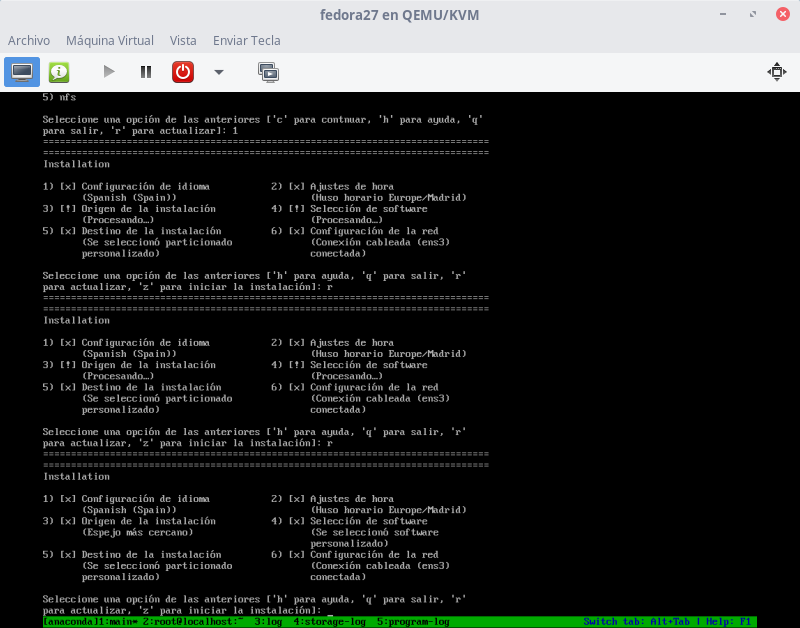 fedora27 en QEMU/KVM
Archivo Máquina Virtual Vista Enviar Tecla
5) nfs
Seleccione una opción de las anteriores ['c' para contnuar, 'h' para ayuda, 'q'
para salir, 'r' para actualizar]: 1
================================================================================
================================================================================
Installation
1) [x] Configuración de idioma 2) [x] Ajustes de hora
(Spanish (Spain)) (Huso horario Europe/Madrid)
3) [!] Origen de la instalación 4) [!] Selección de software
(Procesando…) (Procesando…)
5) [x] Destino de la instalación 6) [x] Configuración de la red
(Se seleccionó particionado (Conexión cableada (ens3)
personalizado) conectada)
Seleccione una opción de las anteriores ['h' para ayuda, 'q' para salir, 'r'
para actualizar, 'z' para iniciar la instalación]: r
================================================================================
================================================================================
Installation
1) [x] Configuración de idioma 2) [x] Ajustes de hora
(Spanish (Spain)) (Huso horario Europe/Madrid)
3) [!] Origen de la instalación 4) [!] Selección de software
(Procesando…) (Procesando…)
5) [x] Destino de la instalación 6) [x] Configuración de la red
(Se seleccionó particionado (Conexión cableada (ens3)
personalizado) conectada)
Seleccione una opción de las anteriores ['h' para ayuda, 'q' para salir, 'r'
para actualizar, 'z' para iniciar la instalación]: r
================================================================================
================================================================================
Installation
1) [x] Configuración de idioma 2) [x] Ajustes de hora
(Spanish (Spain)) (Huso horario Europe/Madrid)
3) [x] Origen de la instalación 4) [x] Selección de software
(Espejo más cercano) (Se seleccionó software
personalizado)
5) [x] Destino de la instalación 6) [x] Configuración de la red
(Se seleccionó particionado (Conexión cableada (ens3)
personalizado) conectada)
Seleccione una opción de las anteriores ['h' para ayuda, 'q' para salir, 'r'
para actualizar, 'z' para iniciar la instalación]: _
[anaconda]1:main* 2:root@localhost:~ 3:log 4:storage-log 5:program-log Switch tab: Alt+Tab | Help: F1